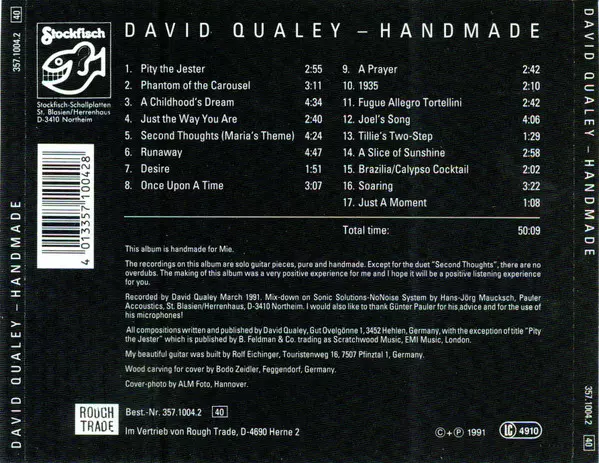 DAVID QUALEY – HANDMADE
357.1004.2 40
Stockfisch
Stockfisch-Schallplatten
St. Blasien/Herrenhaus
D-3410 Northeim
4 013357 100428
DAVID QUALEY – HANDMADE
1. Pity the Jester 2:55
2. Phantom of the Carousel 3:11
3. A Childhood's Dream 4:34
4. Just the Way You Are 2:40
5. Second Thoughts (Maria's Theme) 4:24
6. Runaway 4:47
7. Desire 1:51
8. Once Upon A Time 3:07
9. A Prayer 2:42
10. 1935 2:10
11. Fugue Allegro Tortellini 2:42
12. Joel's Song 4:06
13. Tillie's Two-Step 1:29
14. A Slice of Sunshine 2:58
15. Brazilia/Calypso Cocktail 2:02
16. Soaring 3:22
17. Just A Moment 1:08
Total time: 50:09
This album is handmade for Mie.
The recordings on this album are solo guitar pieces, pure and handmade. Except for the duet "Second Thoughts", there are no
overdubs. The making of this album was a very positive experience for me and I hope it will be a positive listening experience
for you.
Recorded by David Qualey March 1991. Mix-down on Sonic Solutions-NoNoise System by Hans-Jörg Maucksch, Pauler
Accoustics, St. Blasien/Herrenhaus, D-3410 Northeim. I would also like to thank Günter Pauler for his advice and for the use of
his microphones!
All compositions written and published by David Qualey, Gut Ovelgönne 1, 3452 Hehlen, Germany, with the exception of title "Pity
the Jester" which is published by B. Feldman & Co. trading as Scratchwood Music, EMI Music, London.
My beautiful guitar was built by Rolf Eichinger, Touristenweg 16, 7507 Pfinztal 1, Germany.
Wood carving for cover by Bodo Zeidler, Feggendorf, Germany.
Cover-photo by ALM Foto, Hannover.
ROUGH
TRADE
Best.-Nr. 357.1004.2 40
Im Vertrieb von Rough Trade, D-4690 Herne 2
©+℗ 1991
LC 4910
DAVID QUALEY – HANDMADE
357.1004.2 40